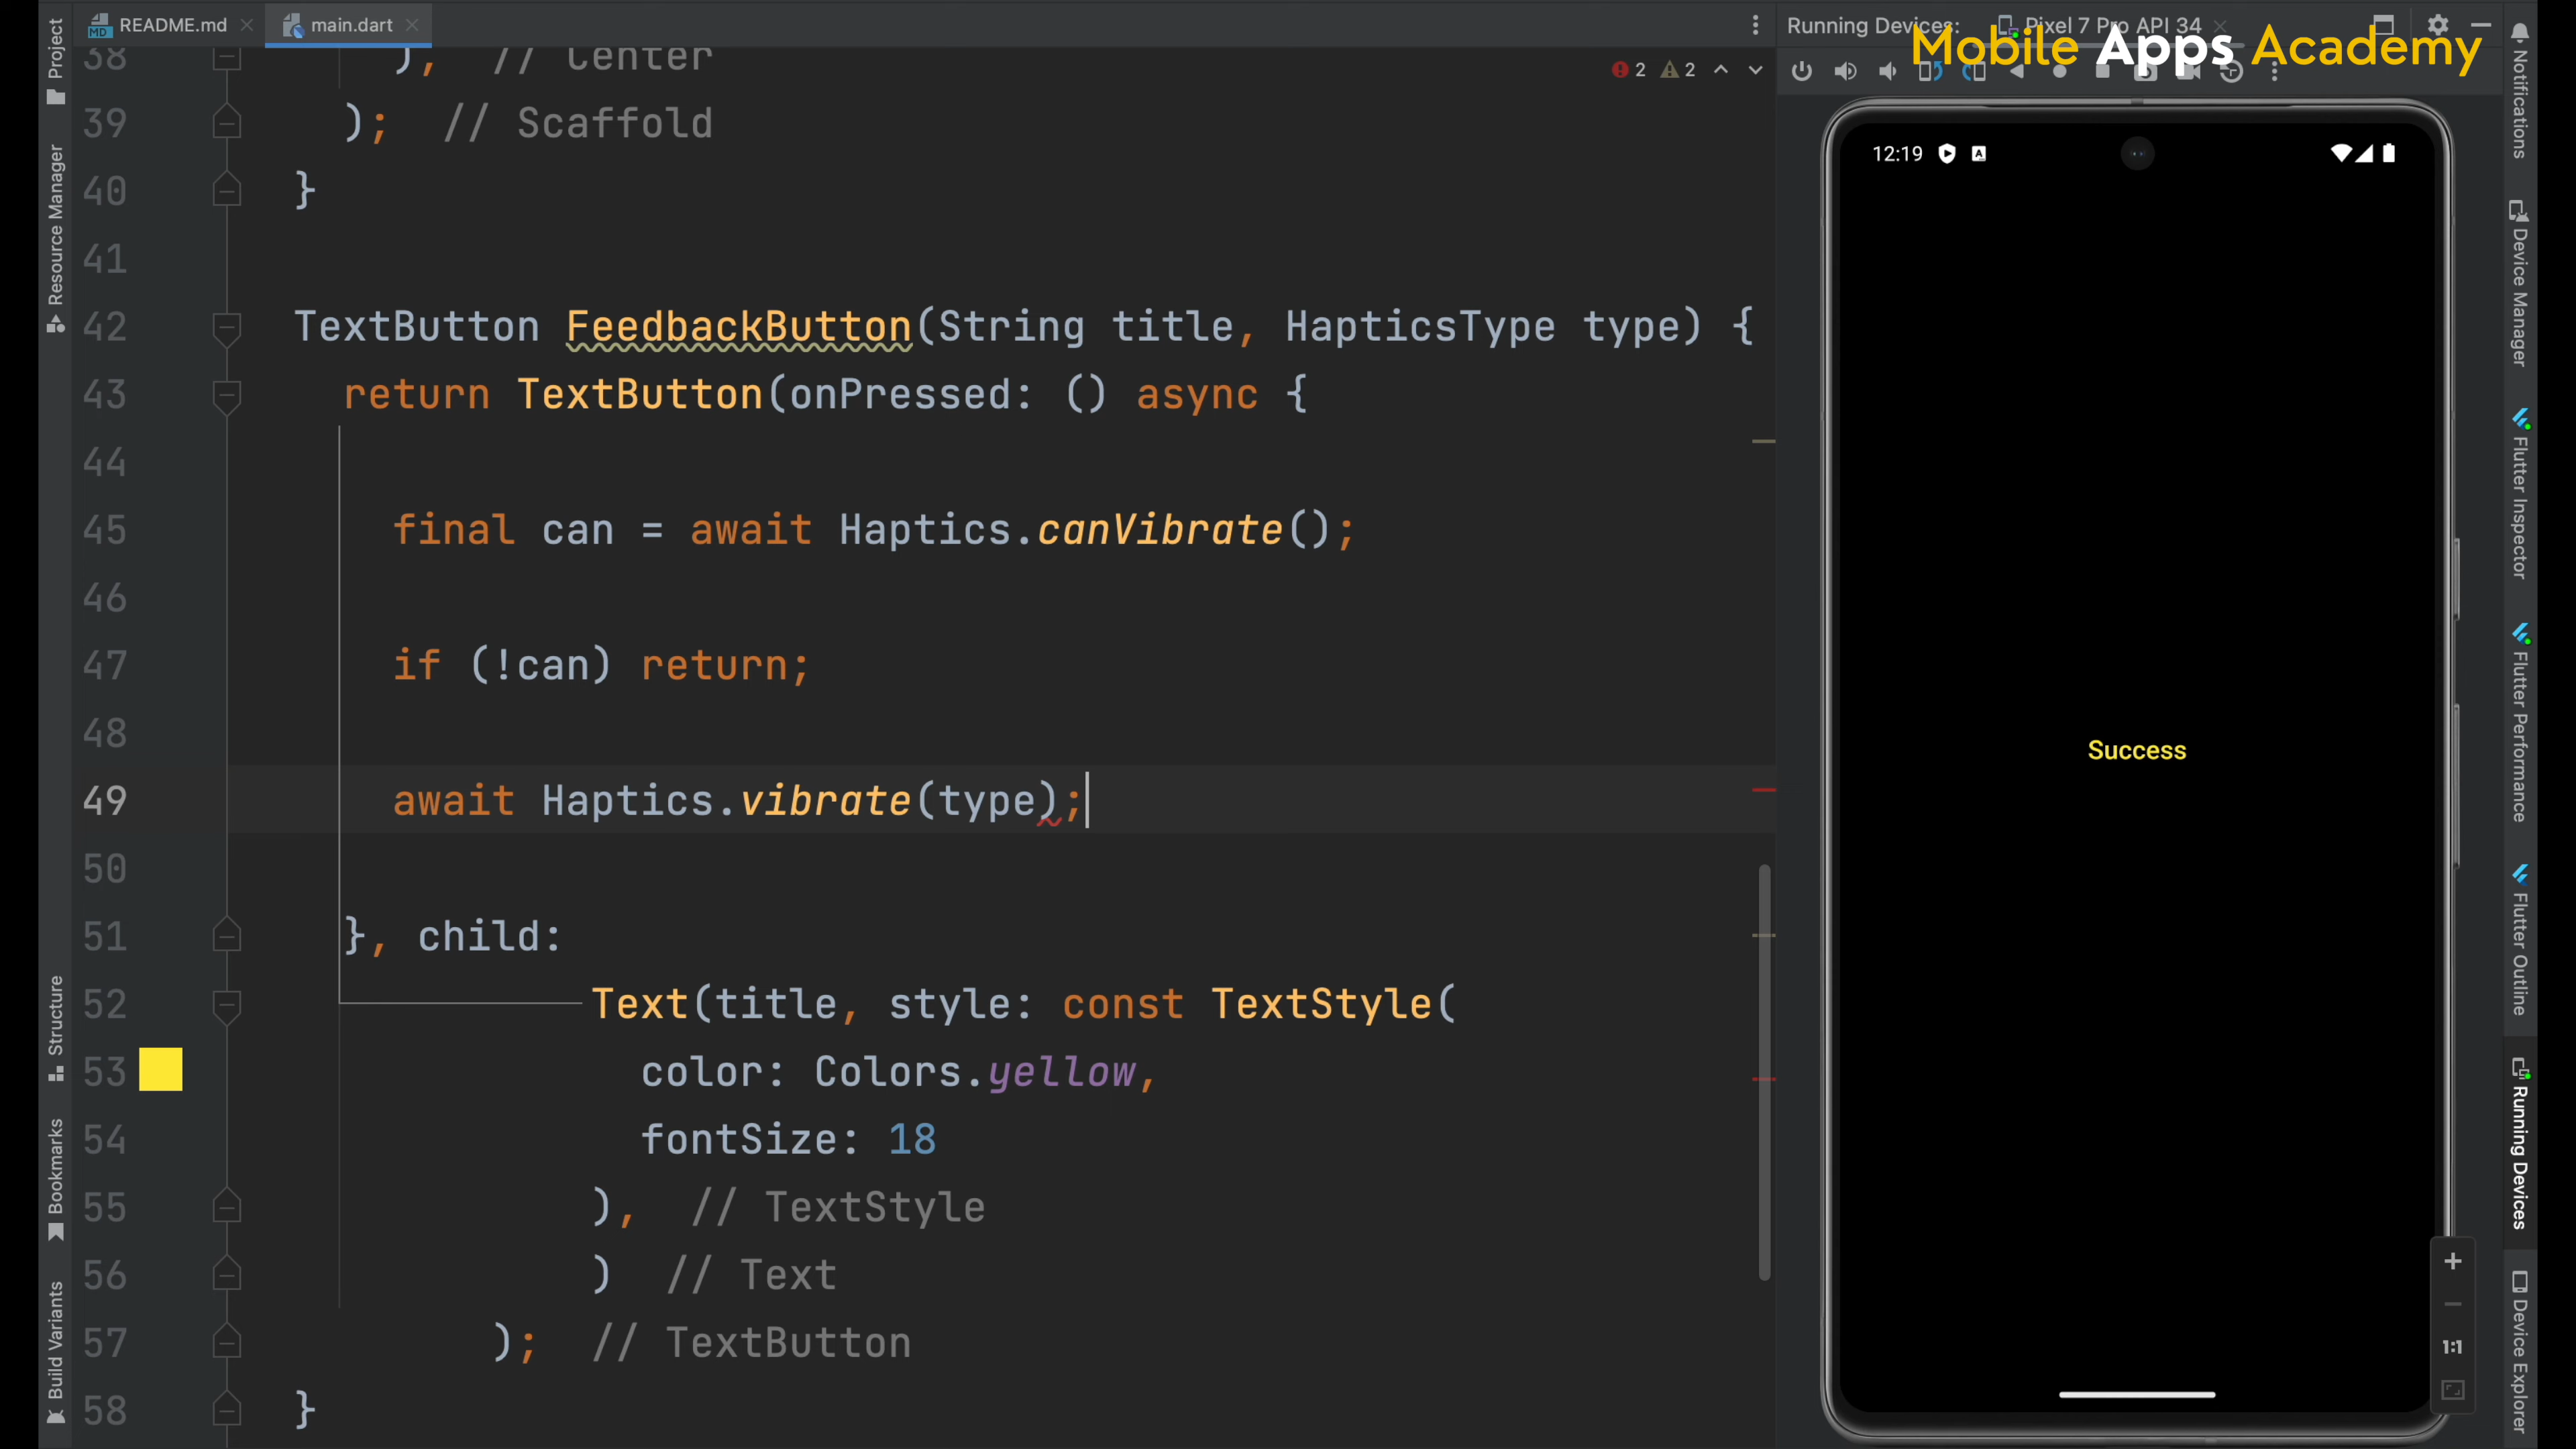 README.md
main.dart
Running Devices:
Pixel 7 Pro API 34
Mobile Apps Academy
2
2
Project
Resource Manager
Structure
Bookmarks
Build Variants
38 ), // Center
39 ); // Scaffold
40 }
41
42 TextButton FeedbackButton(String title, HapticsType type) {
43 return TextButton(onPressed: () async {
44
45 final can = await Haptics.canVibrate();
46
47 if (!can) return;
48
49 await Haptics.vibrate(type);
50
51 }, child:
52 Text(title, style: const TextStyle(
53 color: Colors.yellow,
54 fontSize: 18
55 ), // TextStyle
56 ) // Text
57 ); // TextButton
58 }
12:19
Success
1:1
Notifications
Device Manager
Flutter Inspector
Flutter Performance
Flutter Outline
Running Devices
Device Explorer